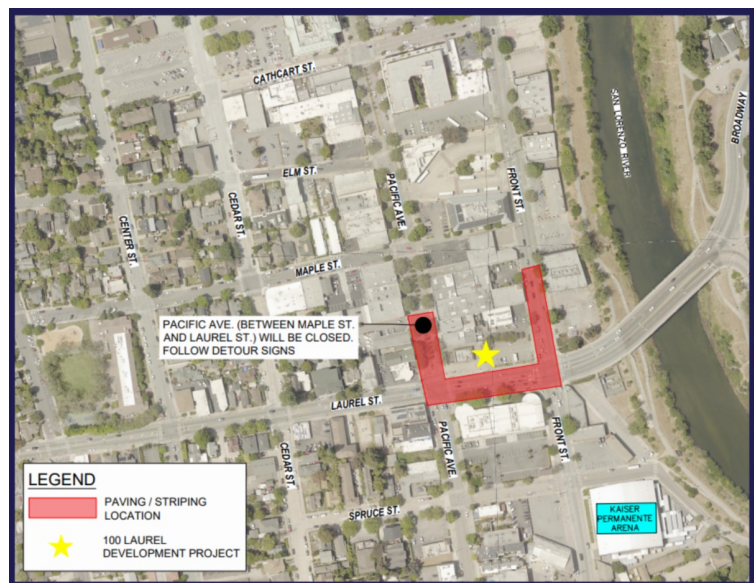 CATHCART ST.
SAN LORENZO RIVER
BROADWAY
ELM ST.
PACIFIC AVE.
FRONT ST.
CEDAR ST.
CENTER ST.
MAPLE ST.
PACIFIC AVE. (BETWEEN MAPLE ST.
AND LAUREL ST.) WILL BE CLOSED.
FOLLOW DETOUR SIGNS
LAUREL ST.
CEDAR ST.
PACIFIC AVE.
FRONT ST.
SPRUCE ST.
KAISER
PERMANENTE
ARENA
LEGEND
PAVING / STRIPING
LOCATION
100 LAUREL
DEVELOPMENT PROJECT